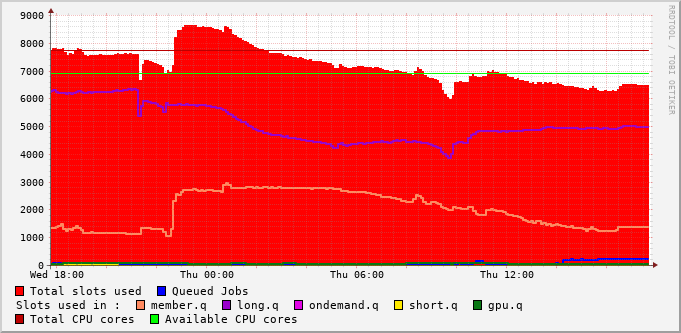 9000
8000
7000
6000
5000
4000
3000
2000
1000
0
Wed 18:00 Thu 00:00 Thu 06:00 Thu 12:00
RRDTOOL / TOBI OETIKER
Total slots used Queued Jobs
Slots used in : member.q long.q ondemand.q short.q gpu.q
Total CPU cores Available CPU cores